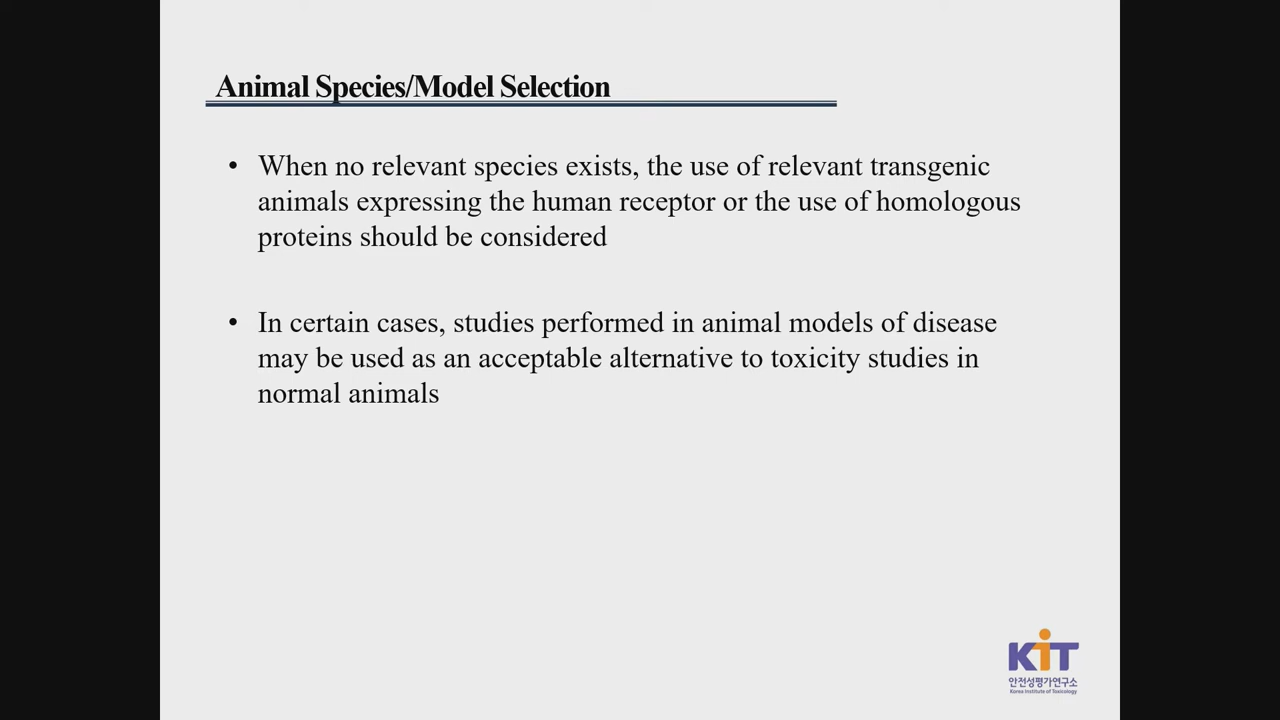 Animal Species/Model Selection
• When no relevant species exists, the use of relevant transgenic
animals expressing the human receptor or the use of homologous
proteins should be considered
• In certain cases, studies performed in animal models of disease
may be used as an acceptable alternative to toxicity studies in
normal animals
KiT
안전성평가연구소
Korea Institute of Toxicology